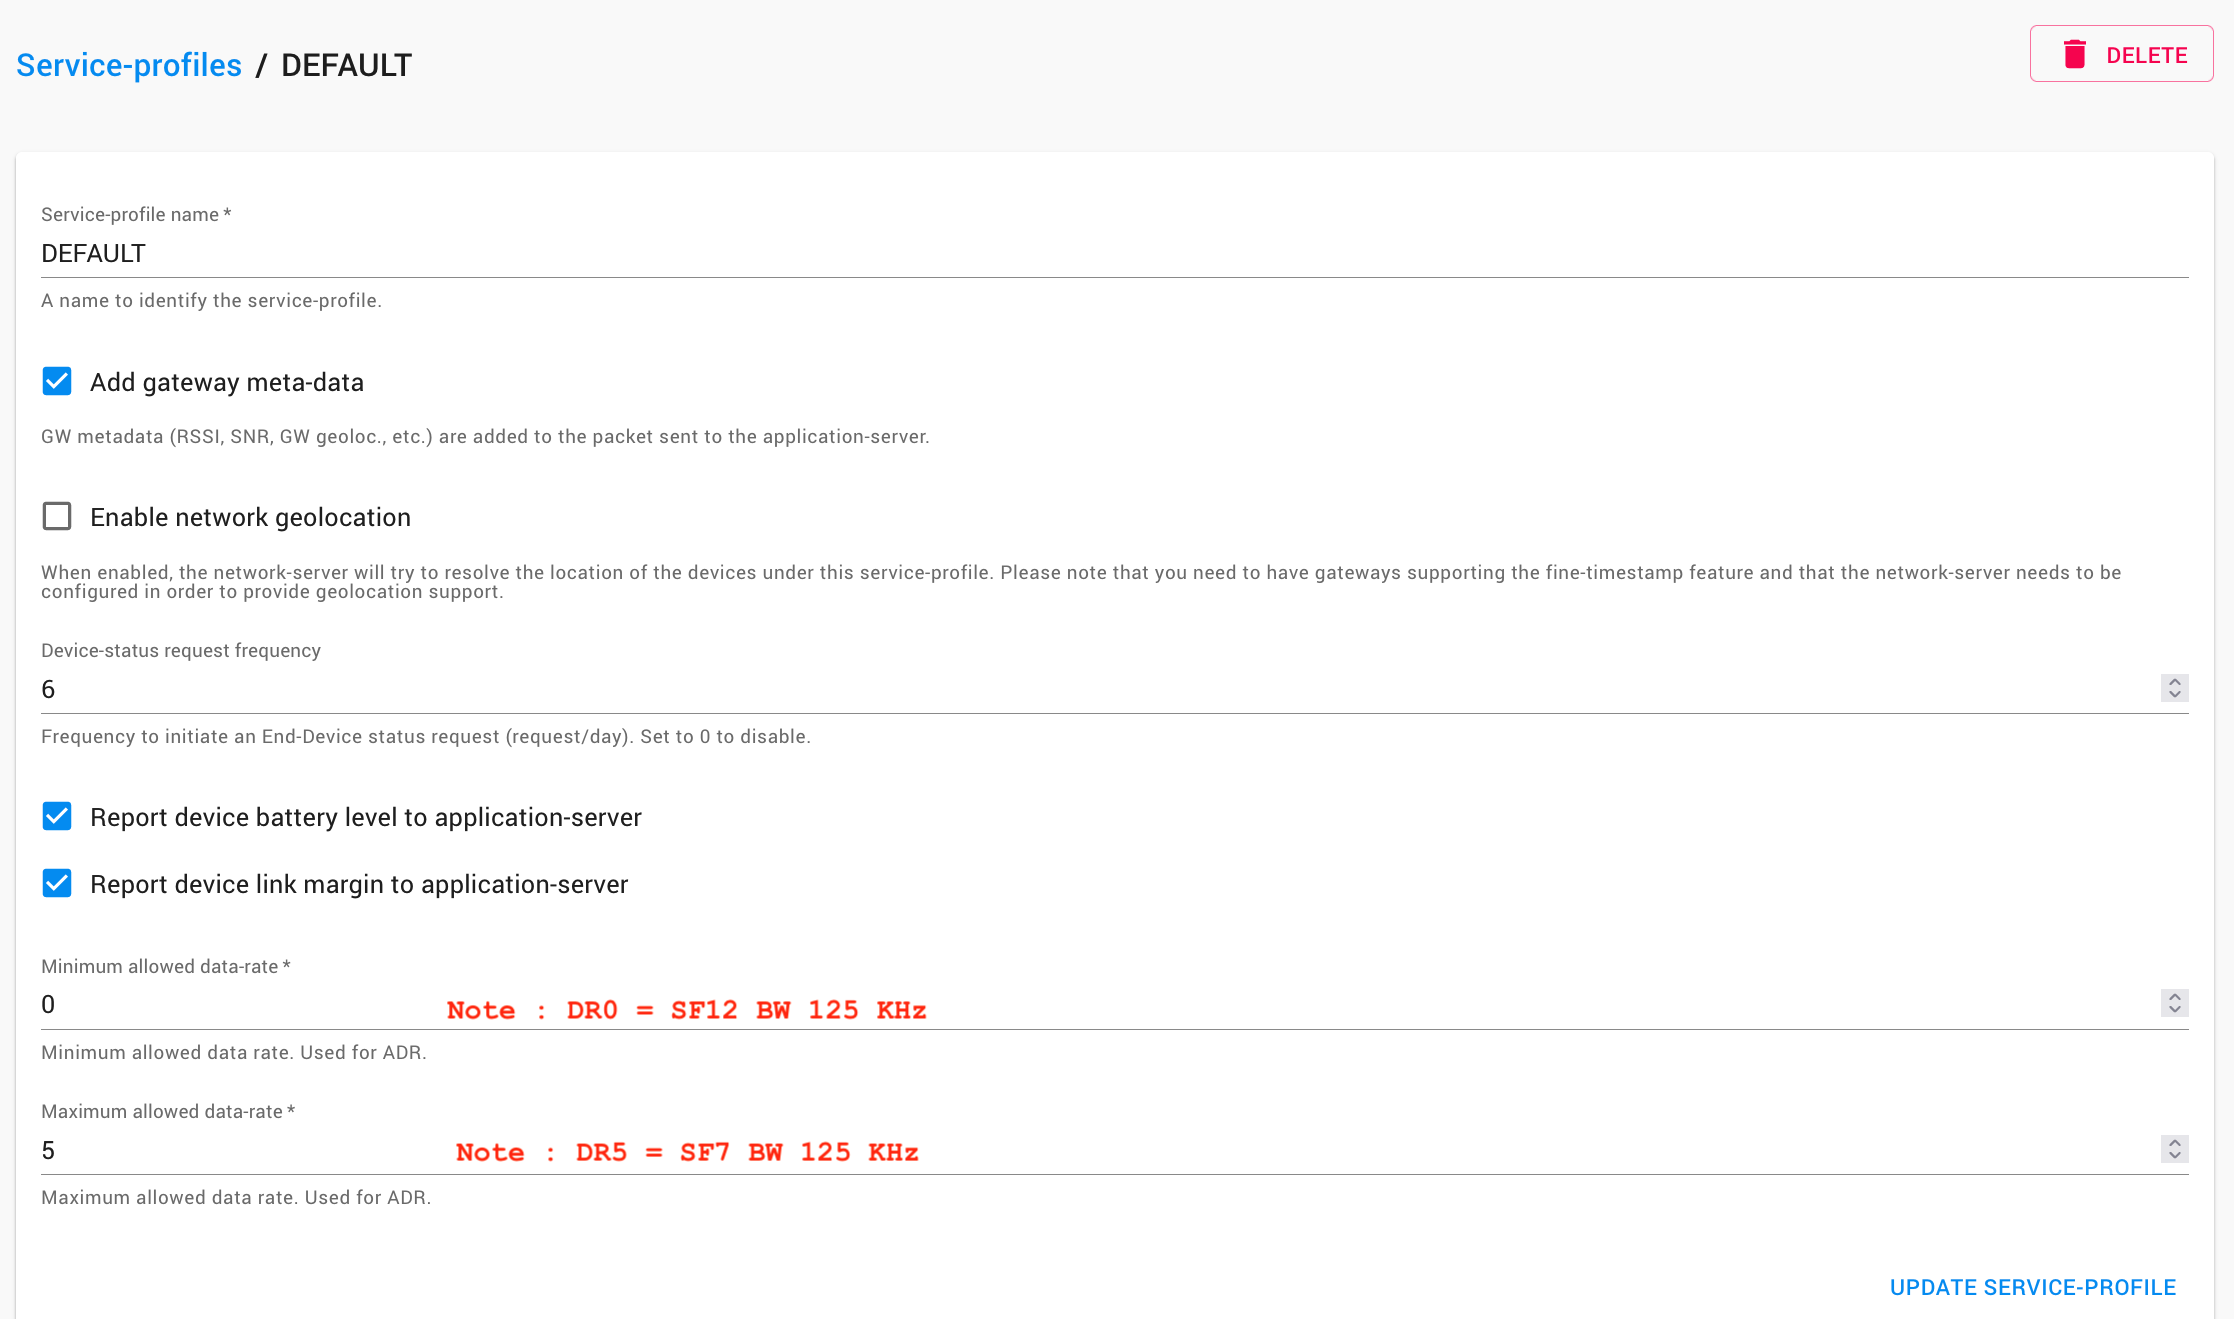 Service-profiles / DEFAULT
DELETE
Service-profile name *
DEFAULT
A name to identify the service-profile.
Add gateway meta-data
GW metadata (RSSI, SNR, GW geoloc., etc.) are added to the packet sent to the application-server.
Enable network geolocation
When enabled, the network-server will try to resolve the location of the devices under this service-profile. Please note that you need to have gateways supporting the fine-timestamp feature and that the network-server needs to be
configured in order to provide geolocation support.
Device-status request frequency
6
Frequency to initiate an End-Device status request (request/day). Set to 0 to disable.
Report device battery level to application-server
Report device link margin to application-server
Minimum allowed data-rate *
0
Note : DR0 = SF12 BW 125 KHz
Minimum allowed data rate. Used for ADR.
Maximum allowed data-rate *
5
Note : DR5 = SF7 BW 125 KHz
Maximum allowed data rate. Used for ADR.
UPDATE SERVICE-PROFILE